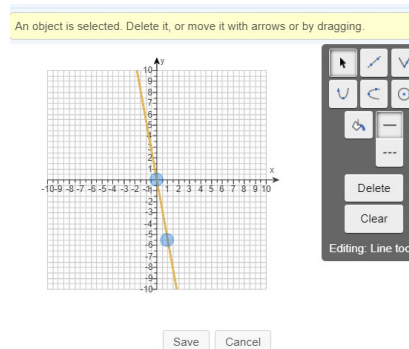 An object is selected. Delete it, or move it with arrows or by dragging.
y
10
9
8
7
6
5
4
3
2
1
x
-10 -9 -8 -7 -6 -5 -4 -3 -2 -1 1 2 3 4 5 6 7 8 9 10
-2
-3
-4
-5
-6
-7
-8
-9
-10
Delete
Clear
Editing: Line too
Save Cancel